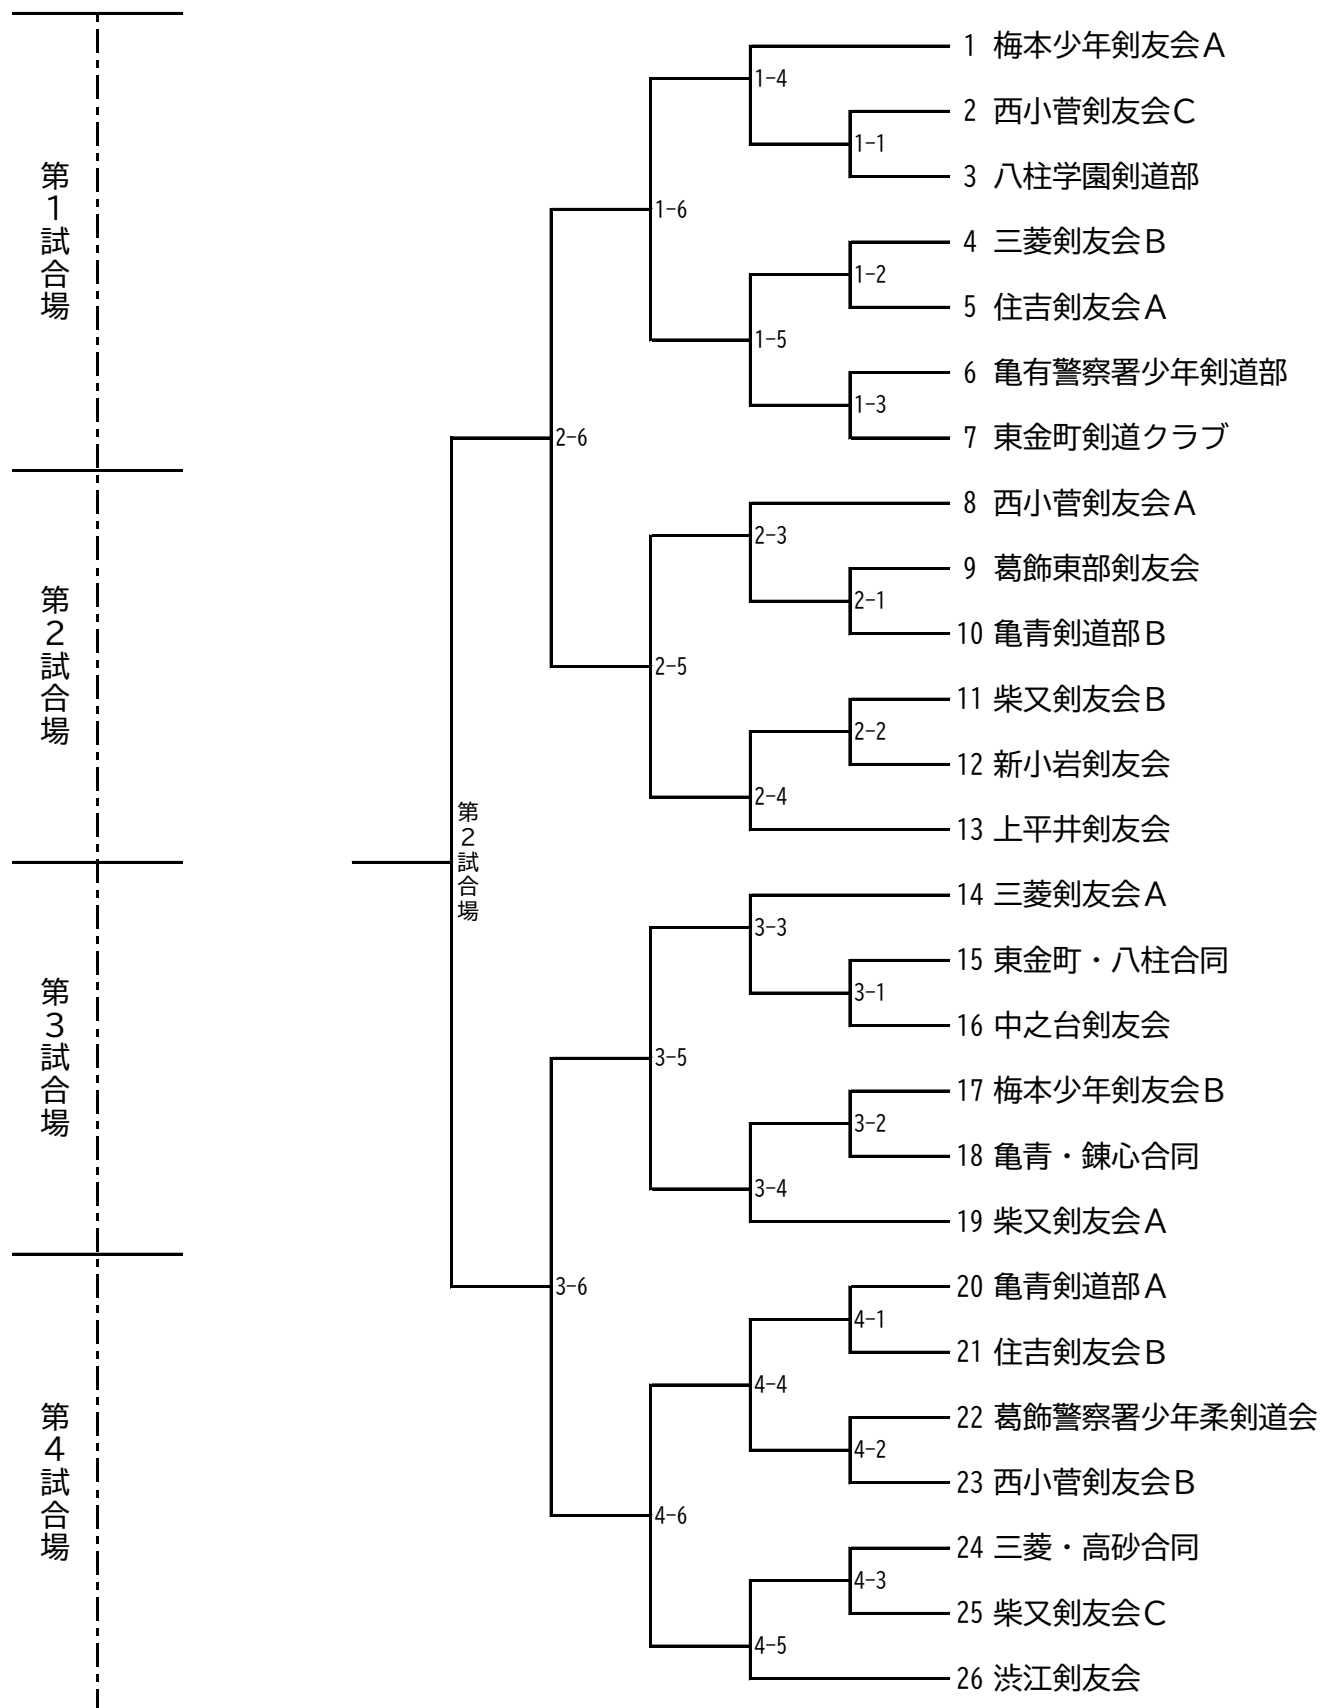 第1試合場
第2試合場
第3試合場
第4試合場
1 梅本少年剣友会A
1-4
2 西小菅剣友会C
1-1
3 八柱学園剣道部
1-6
4 三菱剣友会B
1-2
5 住吉剣友会A
1-5
6 亀有警察署少年剣道部
1-3
7 東金町剣道クラブ
2-6
8 西小菅剣友会A
2-3
9 葛飾東部剣友会
2-1
10 亀青剣道部B
2-5
11 柴又剣友会B
2-2
12 新小岩剣友会
2-4
13 上平井剣友会
第2試合場
14 三菱剣友会A
3-3
15 東金町・八柱合同
3-1
16 中之台剣友会
3-5
17 梅本少年剣友会B
3-2
18 亀青・錬心合同
3-4
19 柴又剣友会A
3-6
20 亀青剣道部A
4-1
21 住吉剣友会B
4-4
22 葛飾警察署少年柔剣道会
4-2
23 西小菅剣友会B
4-6
24 三菱・高砂合同
4-3
25 柴又剣友会C
4-5
26 渋江剣友会